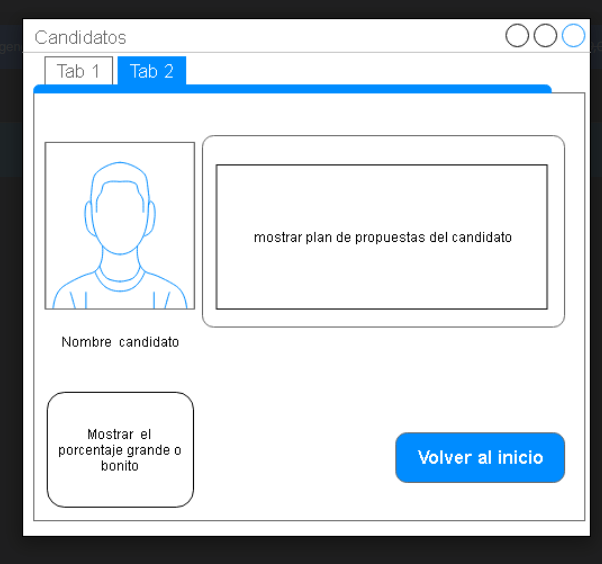 Candidatos
Tab 1
Tab 2
mostrar plan de propuestas del candidato
Nombre candidato
Mostrar el
porcentaje grande o
bonito
Volver al inicio